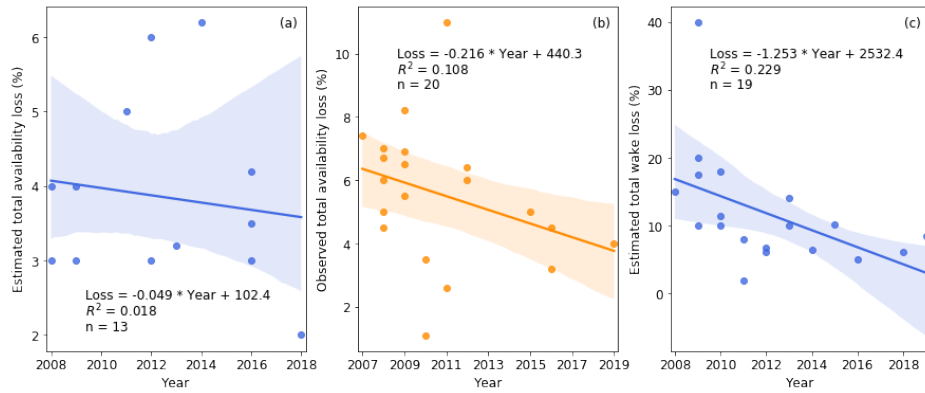 (a)
Estimated total availability loss (%)
6
5
4
3
2
Loss = -0.049 * Year + 102.4
R² = 0.018
n = 13
2008 2010 2012 2014 2016 2018
Year
(b)
Observed total availability loss (%)
10
8
6
4
2
Loss = -0.216 * Year + 440.3
R² = 0.108
n = 20
2007 2009 2011 2013 2015 2017 2019
Year
(c)
Estimated total wake loss (%)
40
30
20
10
0
Loss = -1.253 * Year + 2532.4
R² = 0.229
n = 19
2008 2010 2012 2014 2016 2018
Year